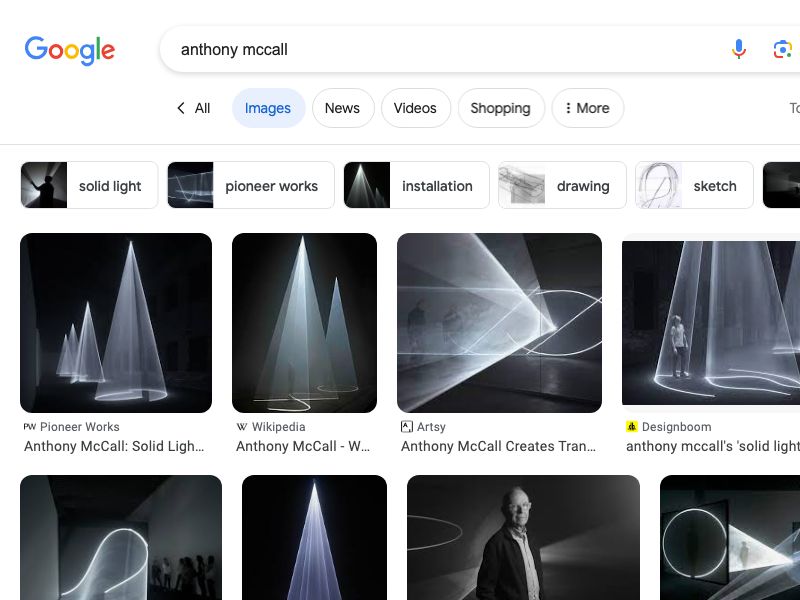 Google
anthony mccall
All
Images
News
Videos
Shopping
More
To
solid light
pioneer works
installation
drawing
sketch
PW Pioneer Works
Anthony McCall: Solid Ligh...
W Wikipedia
Anthony McCall - W...
Artsy
Anthony McCall Creates Tran...
Designboom
anthony mccall's 'solid light